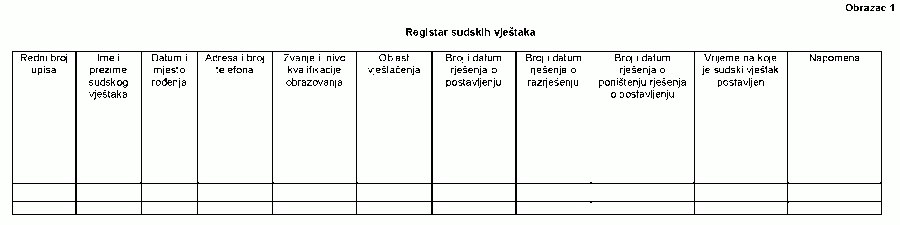 Obrazac 1
Registar sudskih vještaka
Redni broj upisa
Ime i prezime sudskog vještaka
Datum i mjesto rođenja
Adresa i broj telefona
Zvanje i nivo kvalifikacije obrazovanja
Oblast vještačenja
Broj i datum rješenja o postavljenju
Broj i datum rješenja o razrješenju
Broj i datum rješenja o poništenju rješenja o postavljenju
Vrijeme na koje je sudski vještak postavljen
Napomena